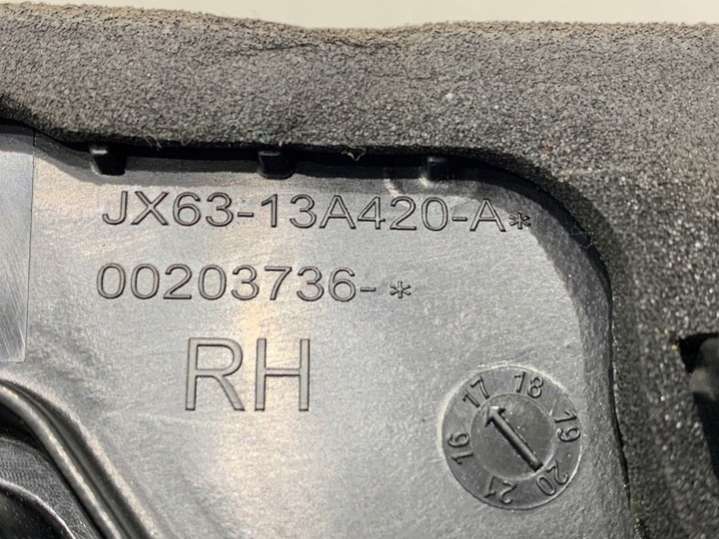 JX63-13A420-A*
00203736-*
RH
16 17 18 19 20 21